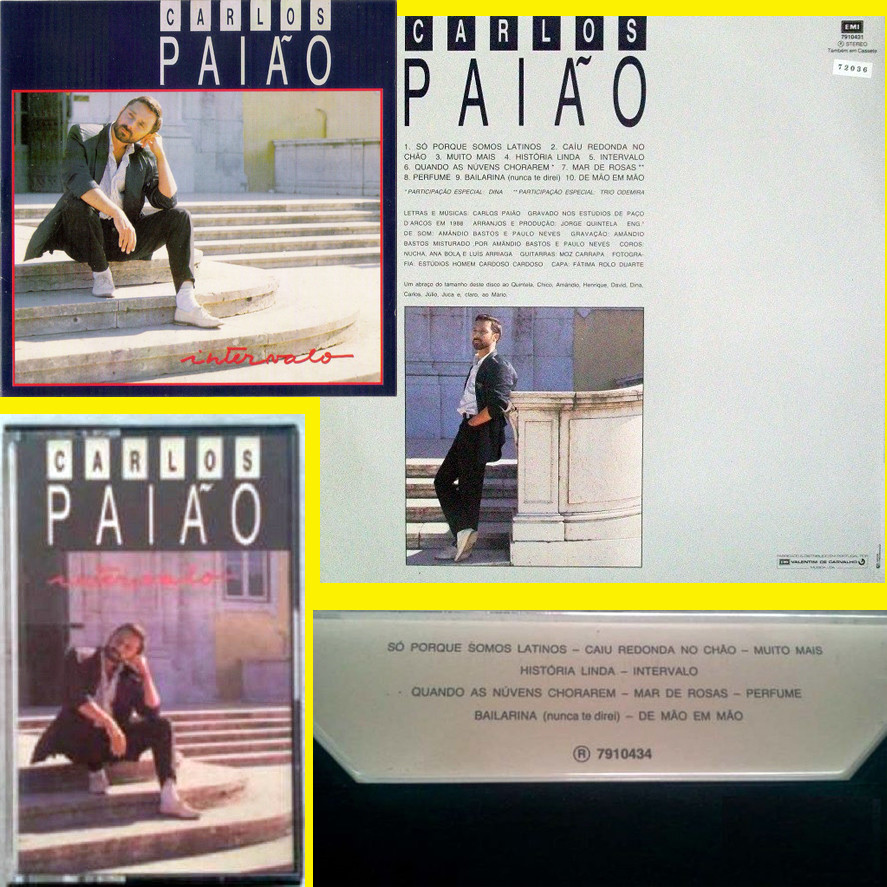 CARLOS
PAIÃO
intervalo
CARLOS
PAIÃO
EMI
7910431
Ⓟ STEREO
Também em Cassete
72036
1. SÓ PORQUE SOMOS LATINOS 2. CAÍU REDONDA NO
CHÃO 3. MUITO MAIS 4. HISTÓRIA LINDA 5. INTERVALO
6. QUANDO AS NÚVENS CHORAREM* 7. MAR DE ROSAS**
8. PERFUME 9. BAILARINA (nunca te direi) 10. DE MÃO EM MÃO
*PARTICIPAÇÃO ESPECIAL: DINA **PARTICIPAÇÃO ESPECIAL: TRIO ODEMIRA
LETRAS E MÚSICAS: CARLOS PAIÃO GRAVADO NOS ESTÚDIOS DE PAÇO
D'ARCOS EM 1988 ARRANJOS E PRODUÇÃO: JORGE QUINTELA ENG.º
DE SOM: AMÂNDIO BASTOS E PAULO NEVES GRAVAÇÃO: AMÂNDIO
BASTOS MISTURADO POR AMÂNDIO BASTOS E PAULO NEVES COROS:
NUCHA, ANA BOLA E LUIS ARRIAGA GUITARRAS: MOZ CARRAPA FOTOGRA-
FIA: ESTÚDIOS HOMEM CARDOSO CARDOSO CAPA: FÁTIMA ROLO DUARTE
Um abraço do tamanho deste disco ao Quintela, Chico, Amândio, Henrique, David, Dina,
Carlos, Júlio, Juca e, claro, ao Mário.
EMI VALENTIM DE CARVALHO
CARLOS
PAIÃO
intervalo
SÓ PORQUE SOMOS LATINOS – CAIU REDONDA NO CHÃO – MUITO MAIS
HISTÓRIA LINDA – INTERVALO
QUANDO AS NÚVENS CHORAREM – MAR DE ROSAS – PERFUME
BAILARINA (nunca te direi) – DE MÃO EM MÃO
Ⓡ 7910434